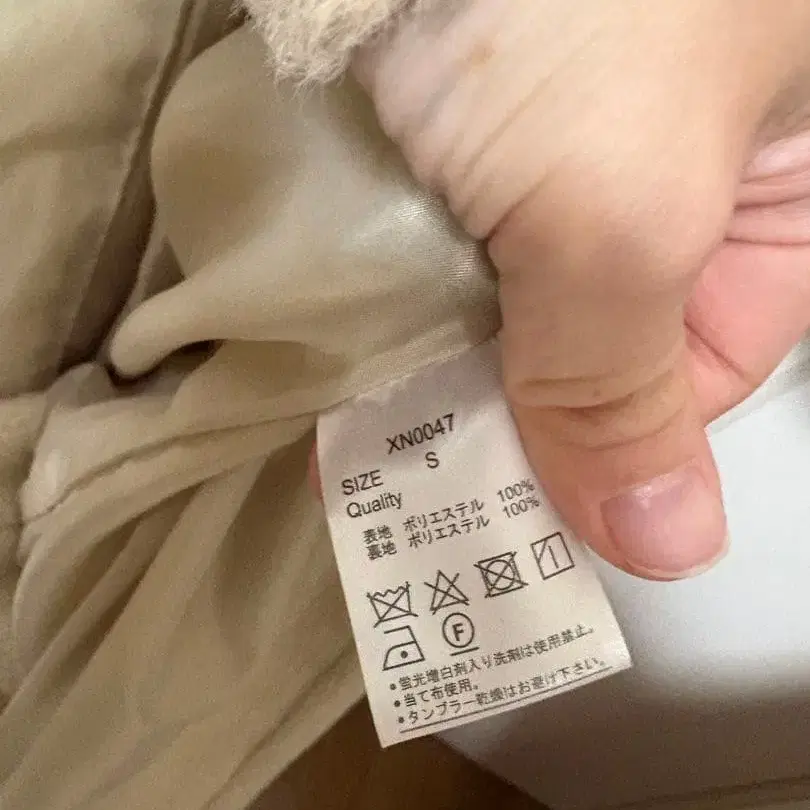 XN0047
SIZE S
Quality
表地 ポリエステル 100%
裏地 ポリエステル 100%
F
•蛍光増白剤入り洗剤は使用禁止。
•当て布使用。
•タンブラー乾燥はお避け下さい。